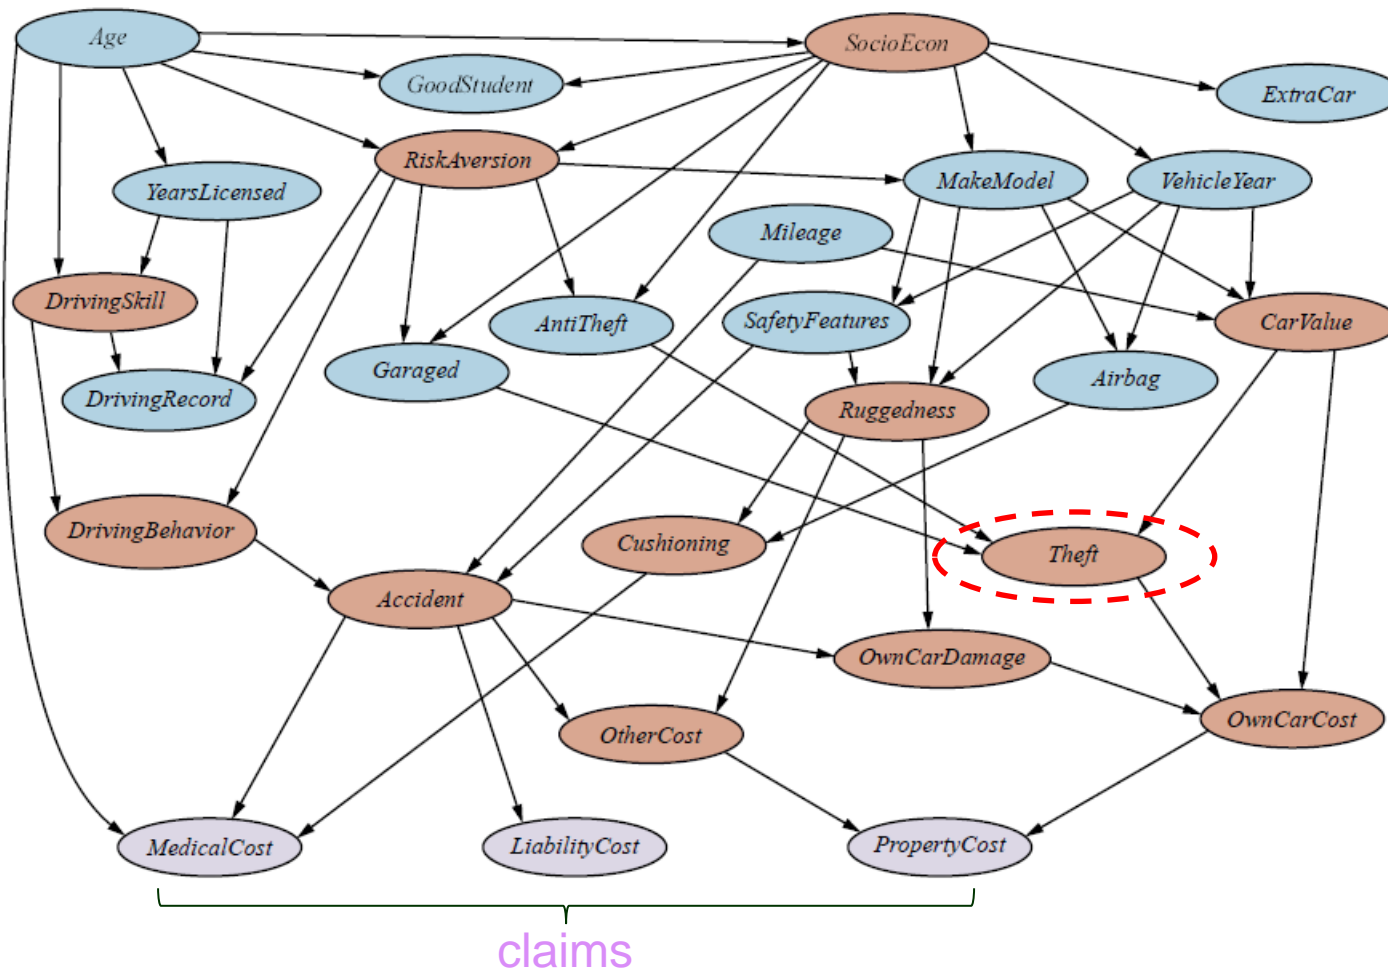 Age
SocioEcon
GoodStudent
ExtraCar
RiskAversion
MakeModel
VehicleYear
YearsLicensed
Mileage
DrivingSkill
AntiTheft
SafetyFeatures
CarValue
Garaged
Airbag
DrivingRecord
Ruggedness
DrivingBehavior
Cushioning
Theft
Accident
OwnCarDamage
OtherCost
OwnCarCost
MedicalCost
LiabilityCost
PropertyCost
claims